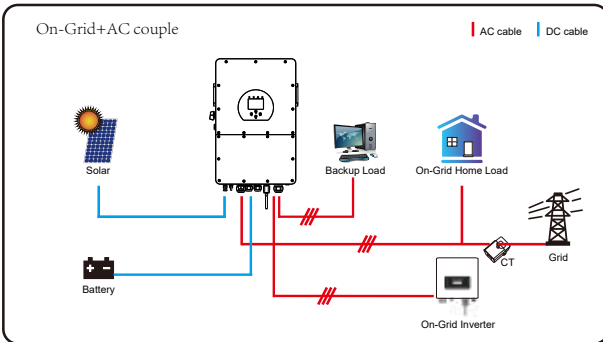 On-Grid+AC couple
AC cable
DC cable
Solar
Backup Load
On-Grid Home Load
CT
Grid
Battery
On-Grid Inverter